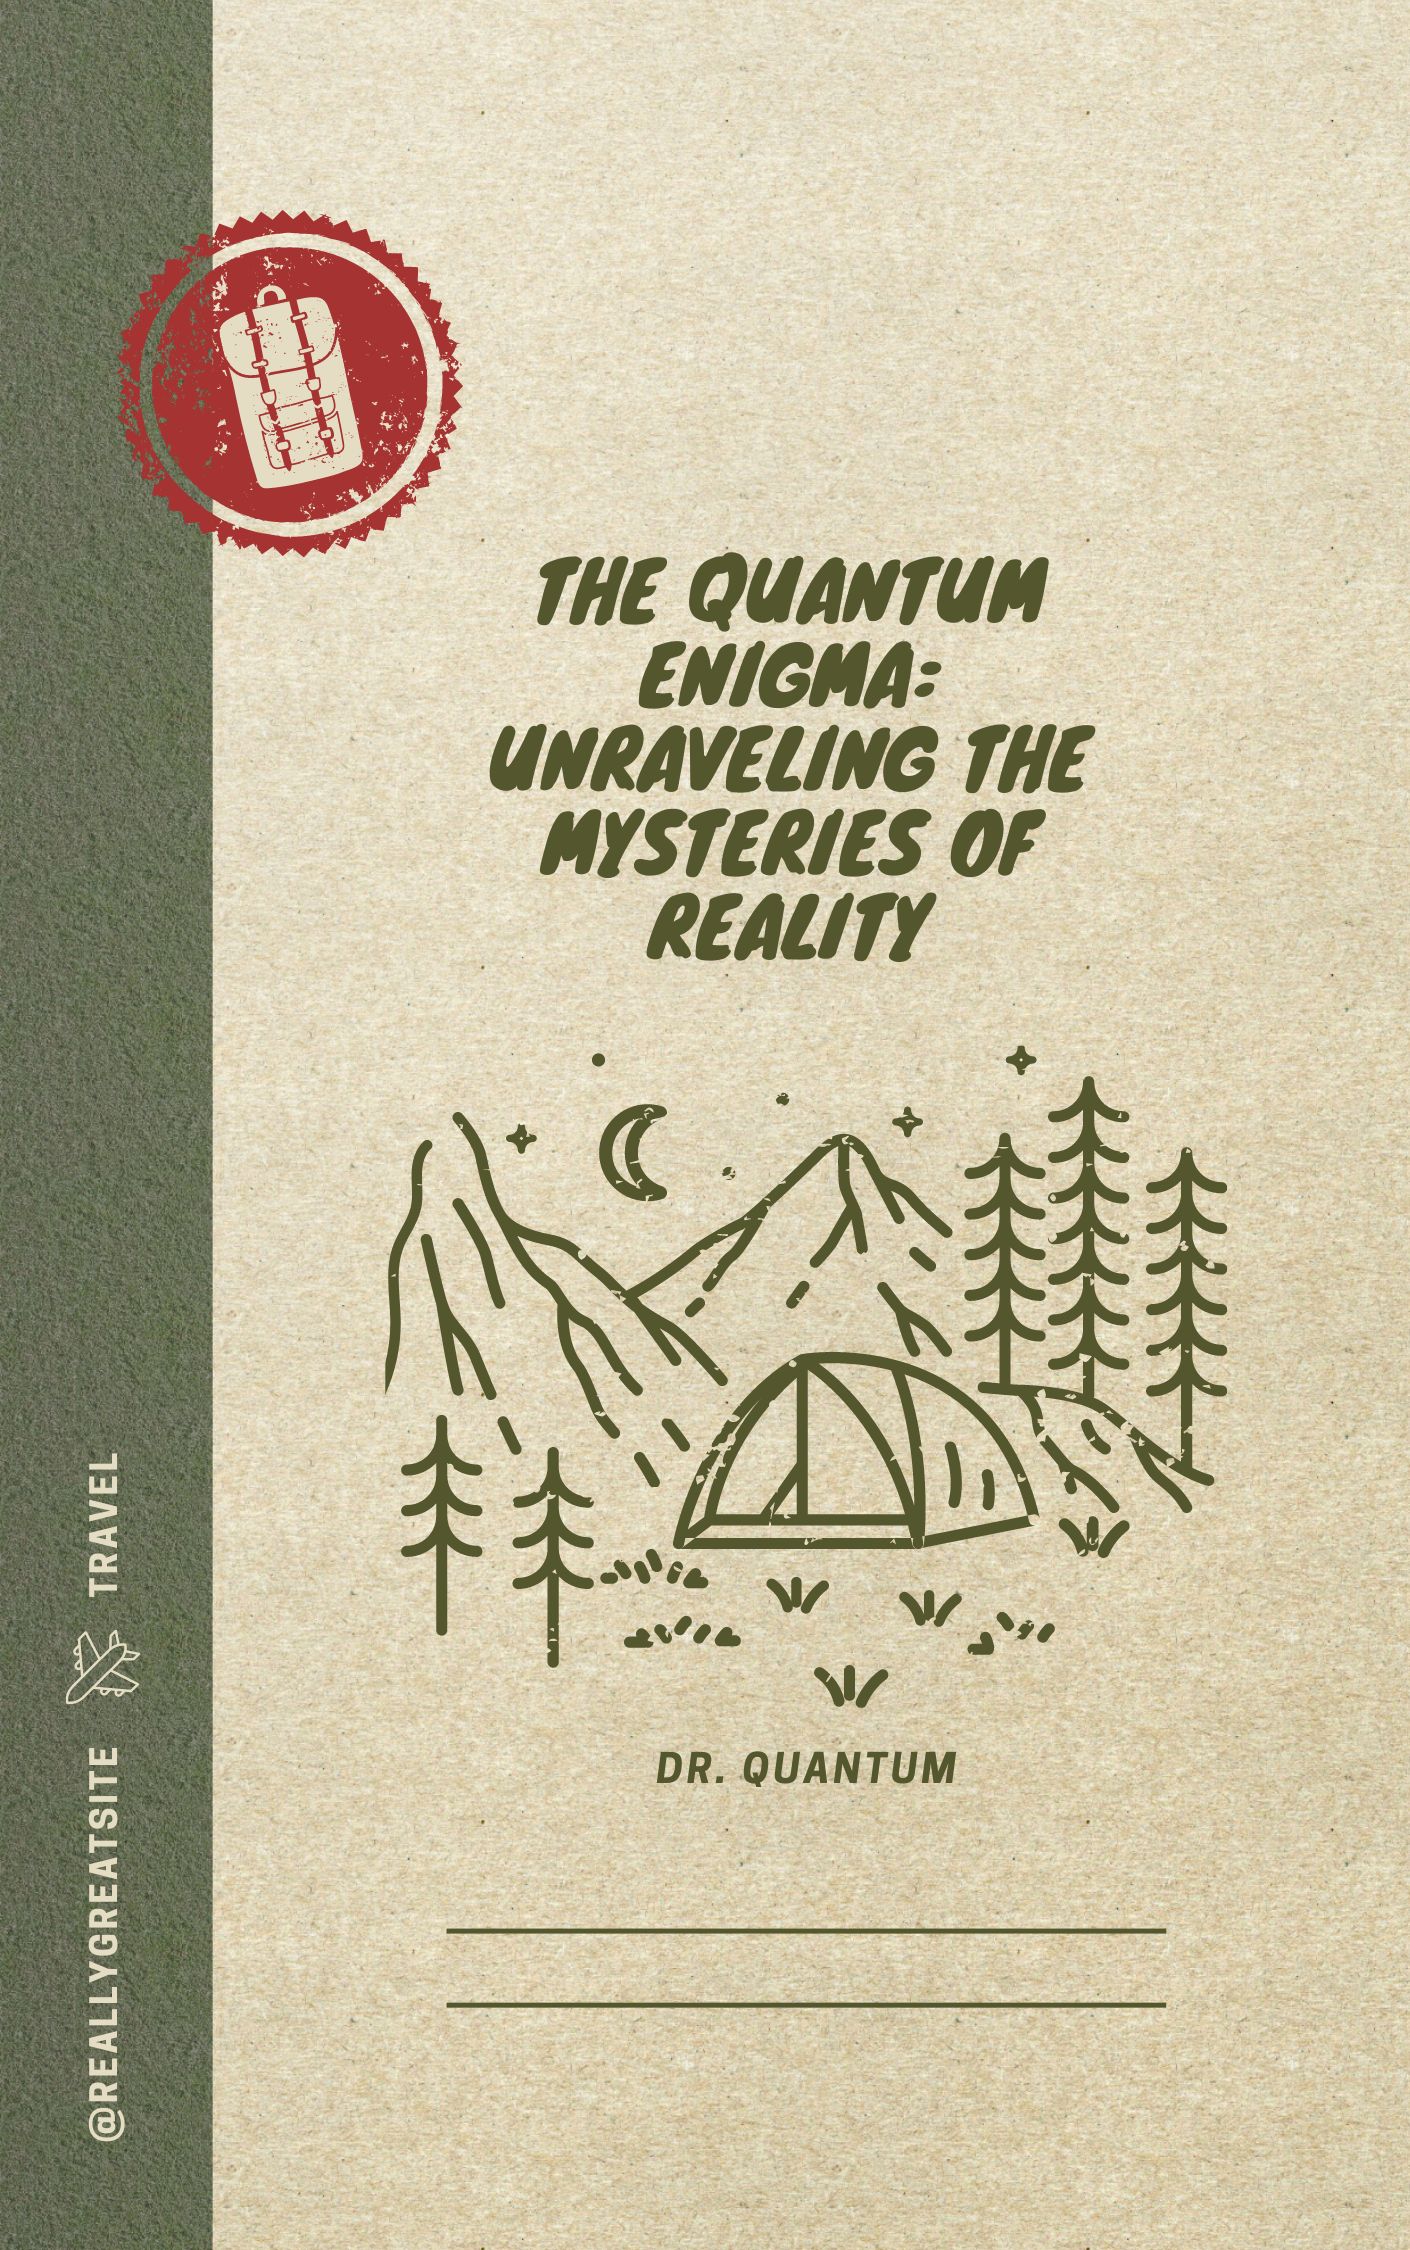 THE QUANTUM
ENIGMA:
UNRAVELING THE
MYSTERIES OF
REALITY
DR. QUANTUM
@REALLYGREATSITE
TRAVEL